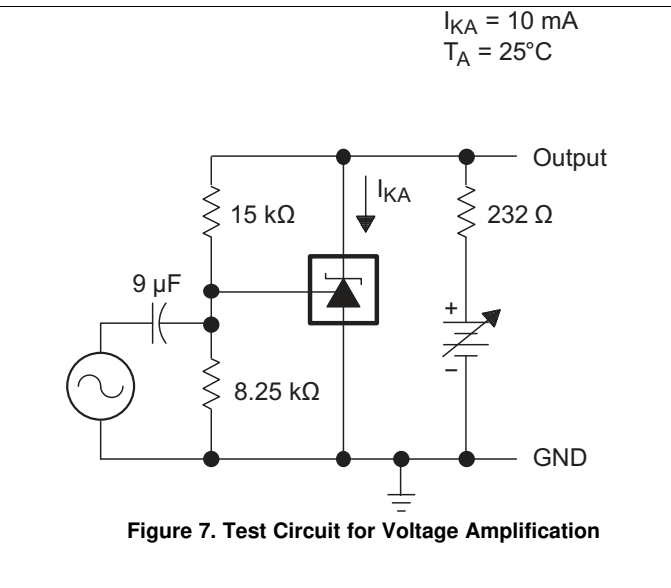 I_KA = 10 mA
T_A = 25°C
Output
I_KA
15 kΩ
232 Ω
9 μF
+
−
8.25 kΩ
GND
Figure 7. Test Circuit for Voltage Amplification